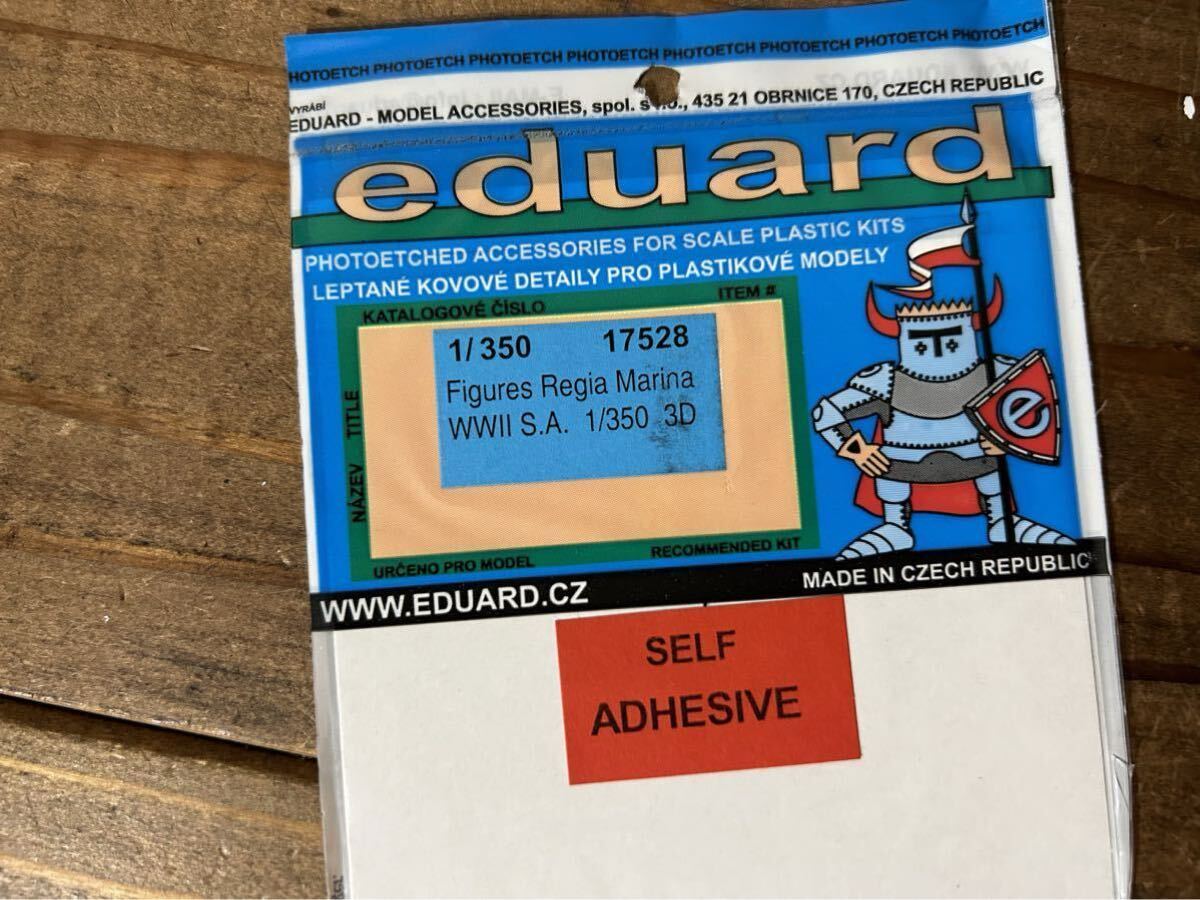 HOTOETCH PHOTOETCH PHOTOETCH PHOTOETCH PHOTOETCH PHOTOETCH PHOTOETCH PHOTOETCH
VYRÁBÍ
EDUARD - MODEL ACCESSORIES, spol. s r.o., 435 21 OBRNICE 170, CZECH REPUBLIC
eduard
PHOTOETCHED ACCESSORIES FOR SCALE PLASTIC KITS
LEPTANÉ KOVOVÉ DETAILY PRO PLASTIKOVÉ MODELY
KATALOGOVÉ ČÍSLO
ITEM #
1/350 17528
Figures Regia Marina
WWII S.A. 1/350 3D
NÁZEV TITLE
URČENO PRO MODEL
RECOMMENDED KIT
e
WWW.EDUARD.CZ
MADE IN CZECH REPUBLIC
SELF
ADHESIVE